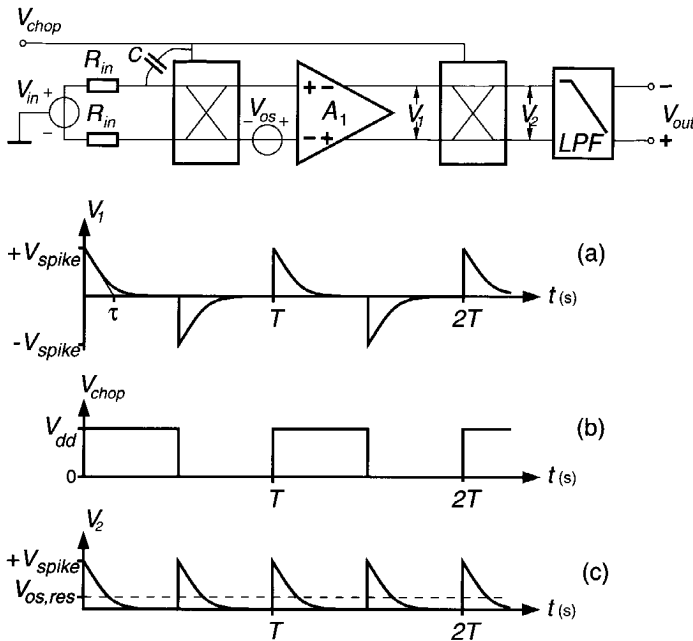 V_chop
R_in C
V_in + − R_in
− V_os +
+ −
A_1
− +
V_1
V_2
LPF
−
V_out
+
V_1
+V_spike
(a)
τ T 2T t(s)
-V_spike
V_chop
V_dd
(b)
0
T 2T t(s)
V_2
+V_spike
(c)
V_os,res
T 2T t(s)